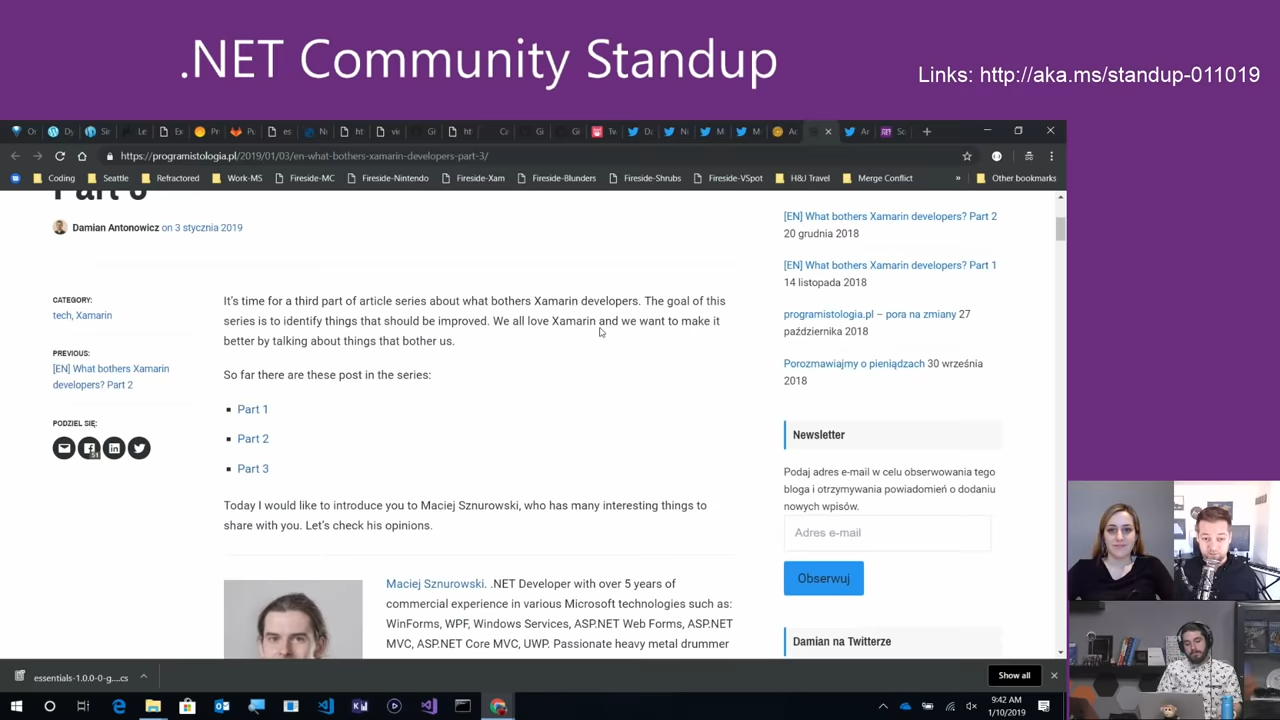 .NET Community Standup
Links: http://aka.ms/standup-011019
https://programistologia.pl/2019/01/03/en-what-bothers-xamarin-developers-part-3/
Coding
Seattle
Refractored
Work-MS
Fireside-MC
Fireside-Nintendo
Fireside-Xam
Fireside-Blunders
Fireside-Shrubs
Fireside-VSpot
H&J Travel
Merge Conflict
»
Other bookmarks
Damian Antonowicz on 3 stycznia 2019
CATEGORY:
tech, Xamarin
PREVIOUS:
[EN] What bothers Xamarin
developers? Part 2
PODZIEL SIĘ:
It's time for a third part of article series about what bothers Xamarin developers. The goal of this
series is to identify things that should be improved. We all love Xamarin and we want to make it
better by talking about things that bother us.
So far there are these post in the series:
Part 1
Part 2
Part 3
Today I would like to introduce you to Maciej Sznurowski, who has many interesting things to
share with you. Let's check his opinions.
Maciej Sznurowski. .NET Developer with over 5 years of
commercial experience in various Microsoft technologies such as:
WinForms, WPF, Windows Services, ASP.NET Web Forms, ASP.NET
MVC, ASP.NET Core MVC, UWP. Passionate heavy metal drummer
[EN] What bothers Xamarin developers? Part 2
20 grudnia 2018
[EN] What bothers Xamarin developers? Part 1
14 listopada 2018
programistologia.pl – pora na zmiany 27
października 2018
Porozmawiajmy o pieniądzach 30 września
2018
Newsletter
Podaj adres e-mail w celu obserwowania tego
bloga i otrzymywania powiadomień o dodaniu
nowych wpisów.
Adres e-mail
Obserwuj
Damian na Twitterze
essentials-1.0.0-0-g....cs
Show all
9:42 AM
1/10/2019